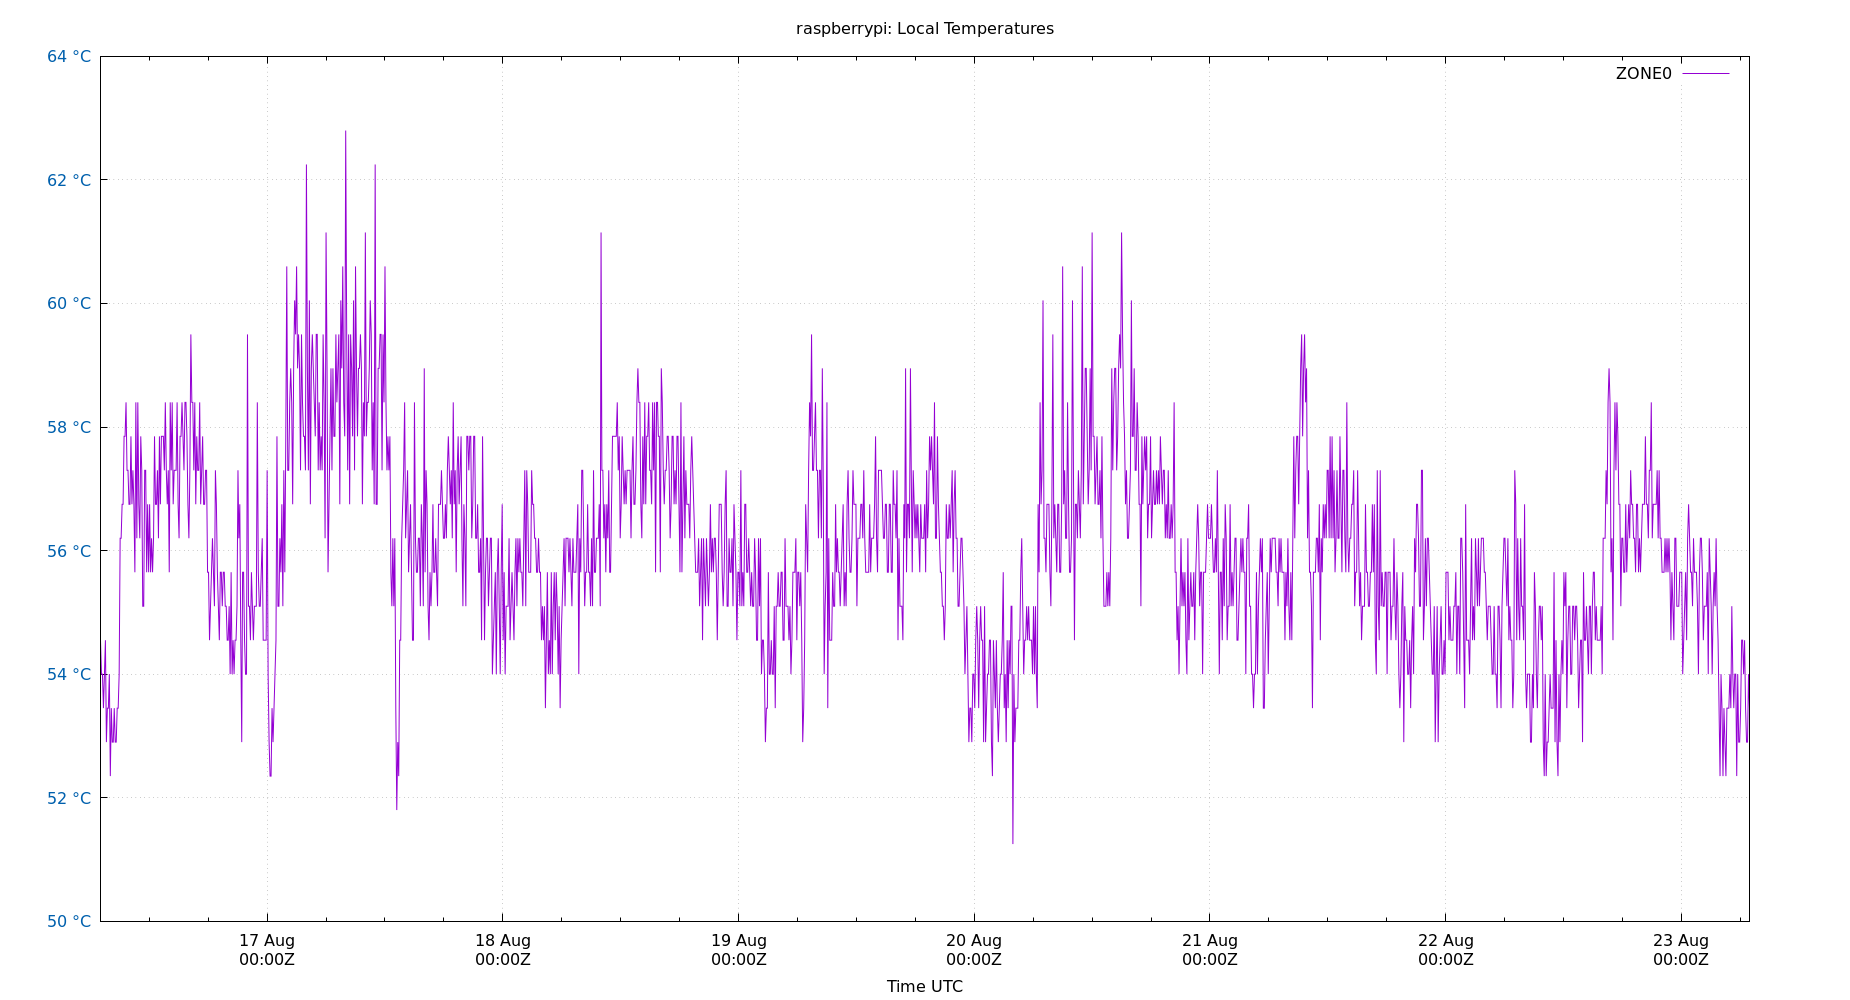 raspberrypi: Local Temperatures
64 °C
ZONE0
62 °C
60 °C
58 °C
56 °C
54 °C
52 °C
50 °C
17 Aug 18 Aug 19 Aug 20 Aug 21 Aug 22 Aug 23 Aug
00:00Z 00:00Z 00:00Z 00:00Z 00:00Z 00:00Z 00:00Z
Time UTC